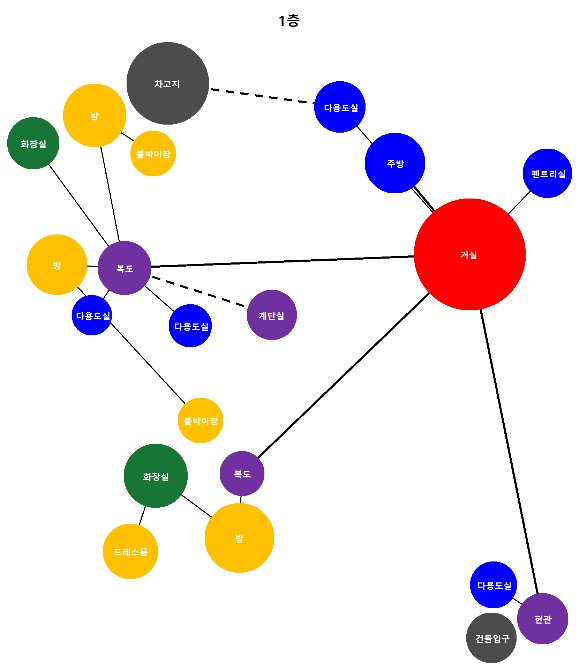 1층
차고지
방
다용도실
화장실
붙박이장
주방
펜트리실
거실
방
복도
다용도실
다용도실
계단실
붙박이장
화장실
복도
방
드레스룸
다용도실
현관
건물입구